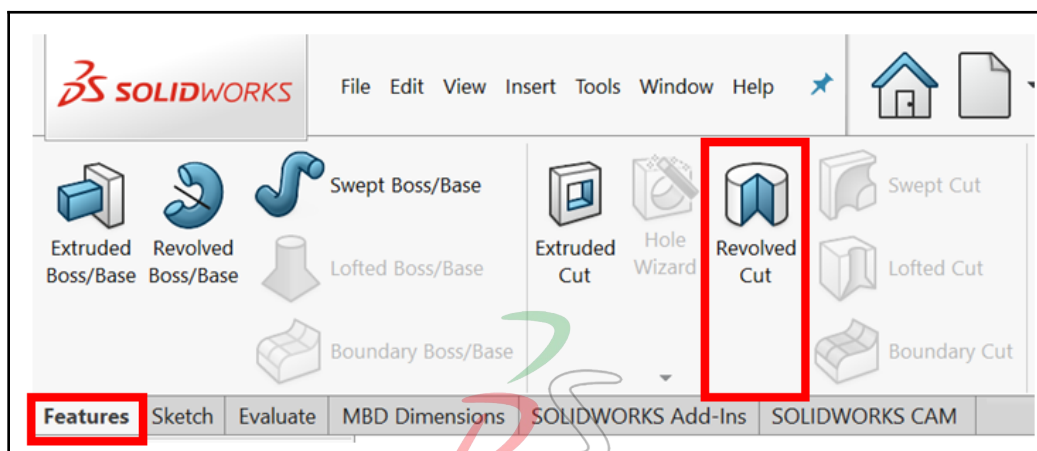 SOLIDWORKS
File Edit View Insert Tools Window Help
Extruded Boss/Base
Revolved Boss/Base
Swept Boss/Base
Lofted Boss/Base
Boundary Boss/Base
Extruded Cut
Hole Wizard
Revolved Cut
Swept Cut
Lofted Cut
Boundary Cut
Features Sketch Evaluate MBD Dimensions SOLIDWORKS Add-Ins SOLIDWORKS CAM